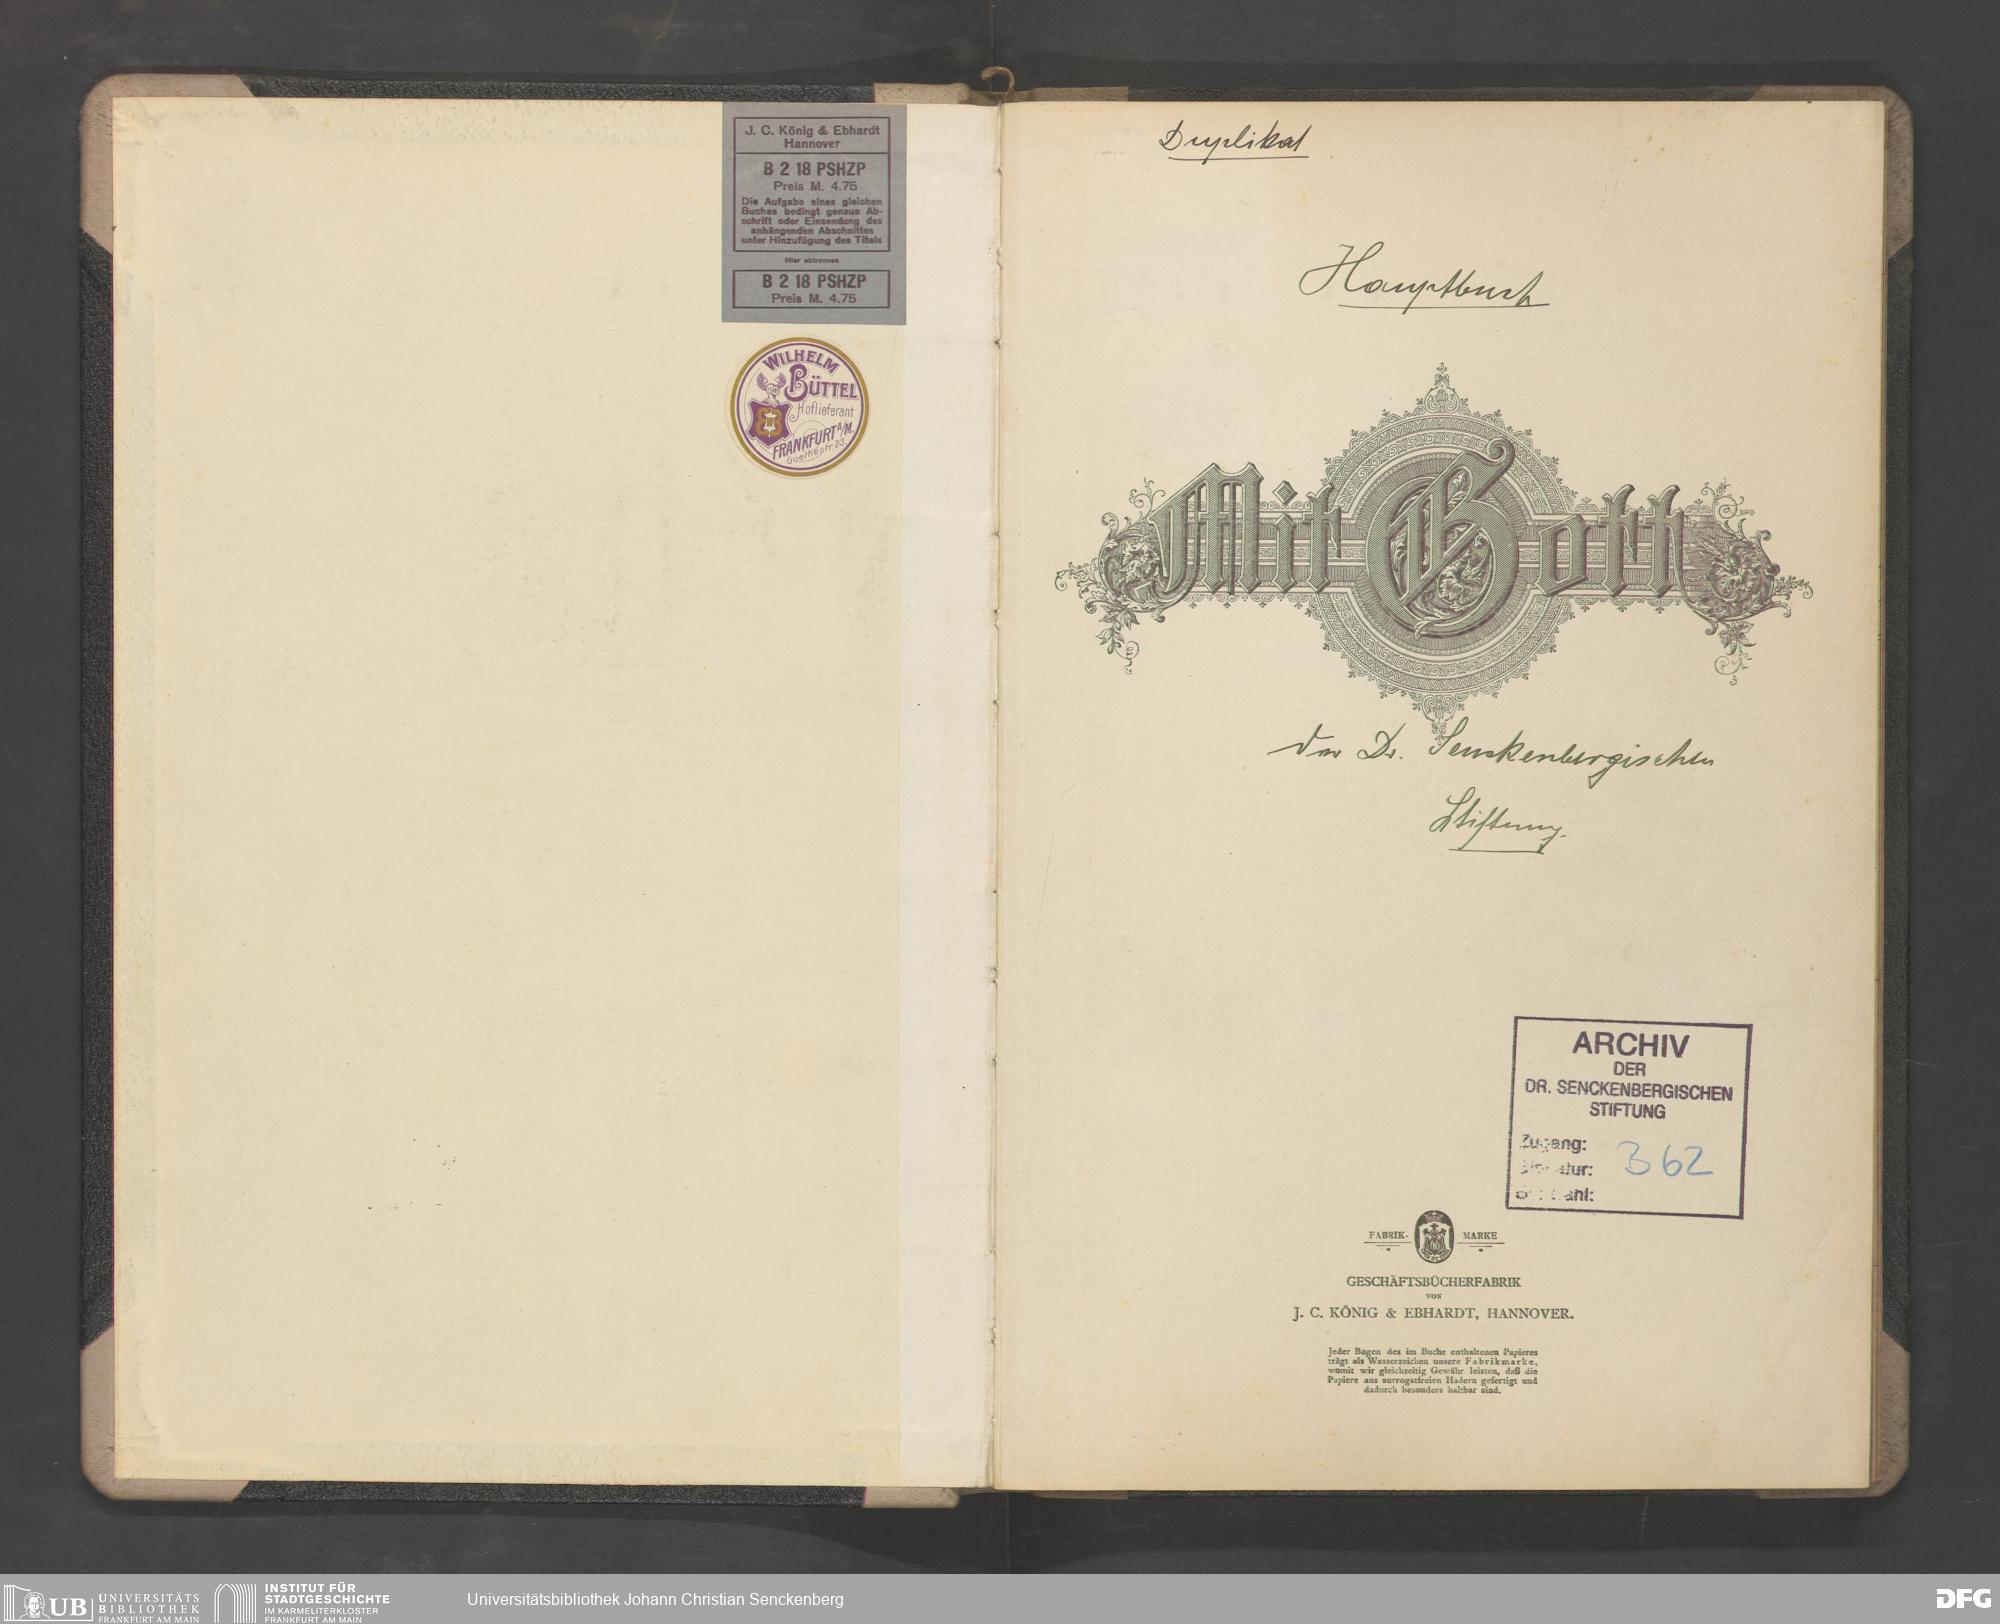 J. C. König & Ebhardt
Hannover
B 2 18 PSHZP
Preis M. 4.75
Die Aufgabe eines gleichen
Buches bedingt genaue Ab-
schrift oder Einsendung des
anhängenden Abschnittes
unter Hinzufügung des Titels
Hier abtrennen
B 2 18 PSHZP
Preis M. 4.75
WILHELM
BÜTTEL
Hoflieferant
FRANKFURT A/M.
Goethestr. 23.
Duplikat
Hauptbuch
Mit Gott
der Dr. Senckenbergischen
Stiftung.
ARCHIV
DER
DR. SENCKENBERGISCHEN
STIFTUNG
Zugang:
B 62
FABRIK- MARKE
GESCHÄFTSBÜCHERFABRIK
VON
J. C. KÖNIG & EBHARDT, HANNOVER.
Jeder Bogen des im Buche enthaltenen Papieres
trägt als Wasserzeichen unsere Fabrikmarke,
womit wir gleichzeitig Gewähr leisten, daß die
Papiere aus surrogatfreien Hadern gefertigt und
dadurch besonders haltbar sind.
UB UNIVERSITÄTS
BIBLIOTHEK
FRANKFURT AM MAIN
INSTITUT FÜR
STADTGESCHICHTE
IM KARMELITERKLOSTER
FRANKFURT AM MAIN
Universitätsbibliothek Johann Christian Senckenberg
DFG